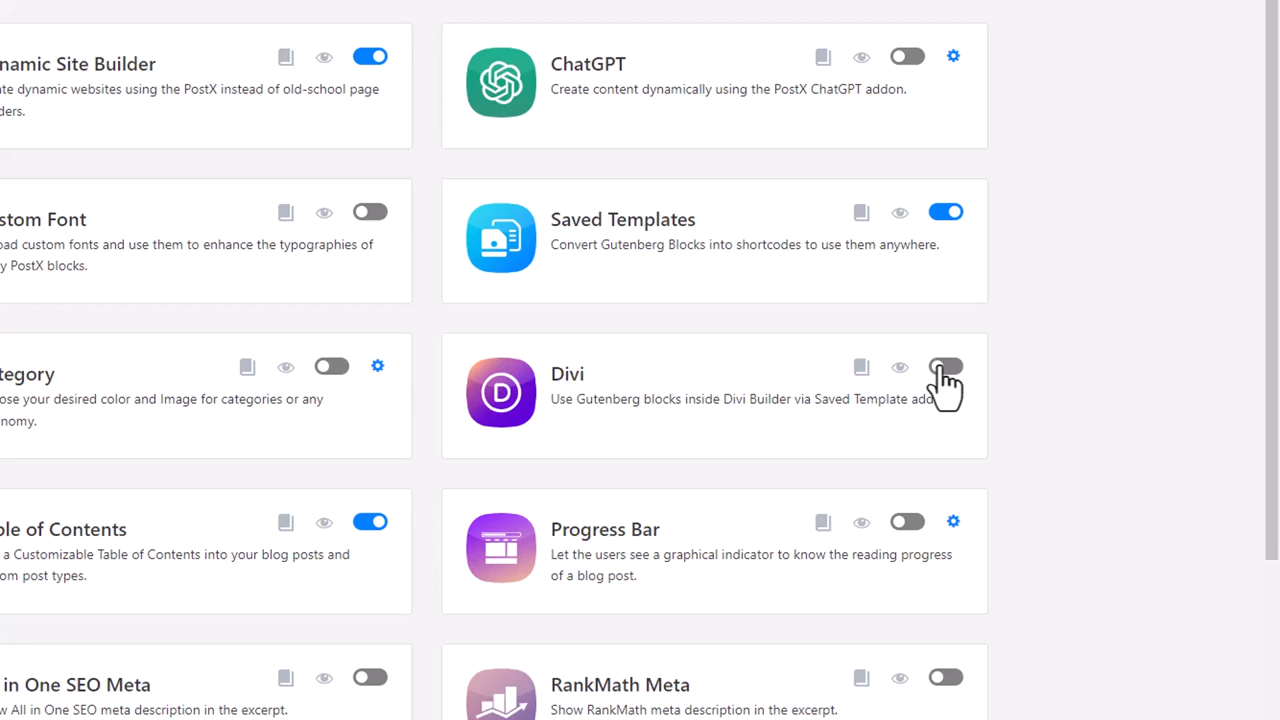 namic Site Builder
te dynamic websites using the PostX instead of old-school page
ders.
ChatGPT
Create content dynamically using the PostX ChatGPT addon.
stom Font
oad custom fonts and use them to enhance the typographies of
y PostX blocks.
Saved Templates
Convert Gutenberg Blocks into shortcodes to use them anywhere.
tegory
ose your desired color and Image for categories or any
nomy.
D
Divi
Use Gutenberg blocks inside Divi Builder via Saved Template add
ble of Contents
a Customizable Table of Contents into your blog posts and
om post types.
Progress Bar
Let the users see a graphical indicator to know the reading progress
of a blog post.
in One SEO Meta
w All in One SEO meta description in the excerpt.
RankMath Meta
Show RankMath meta description in the excerpt.